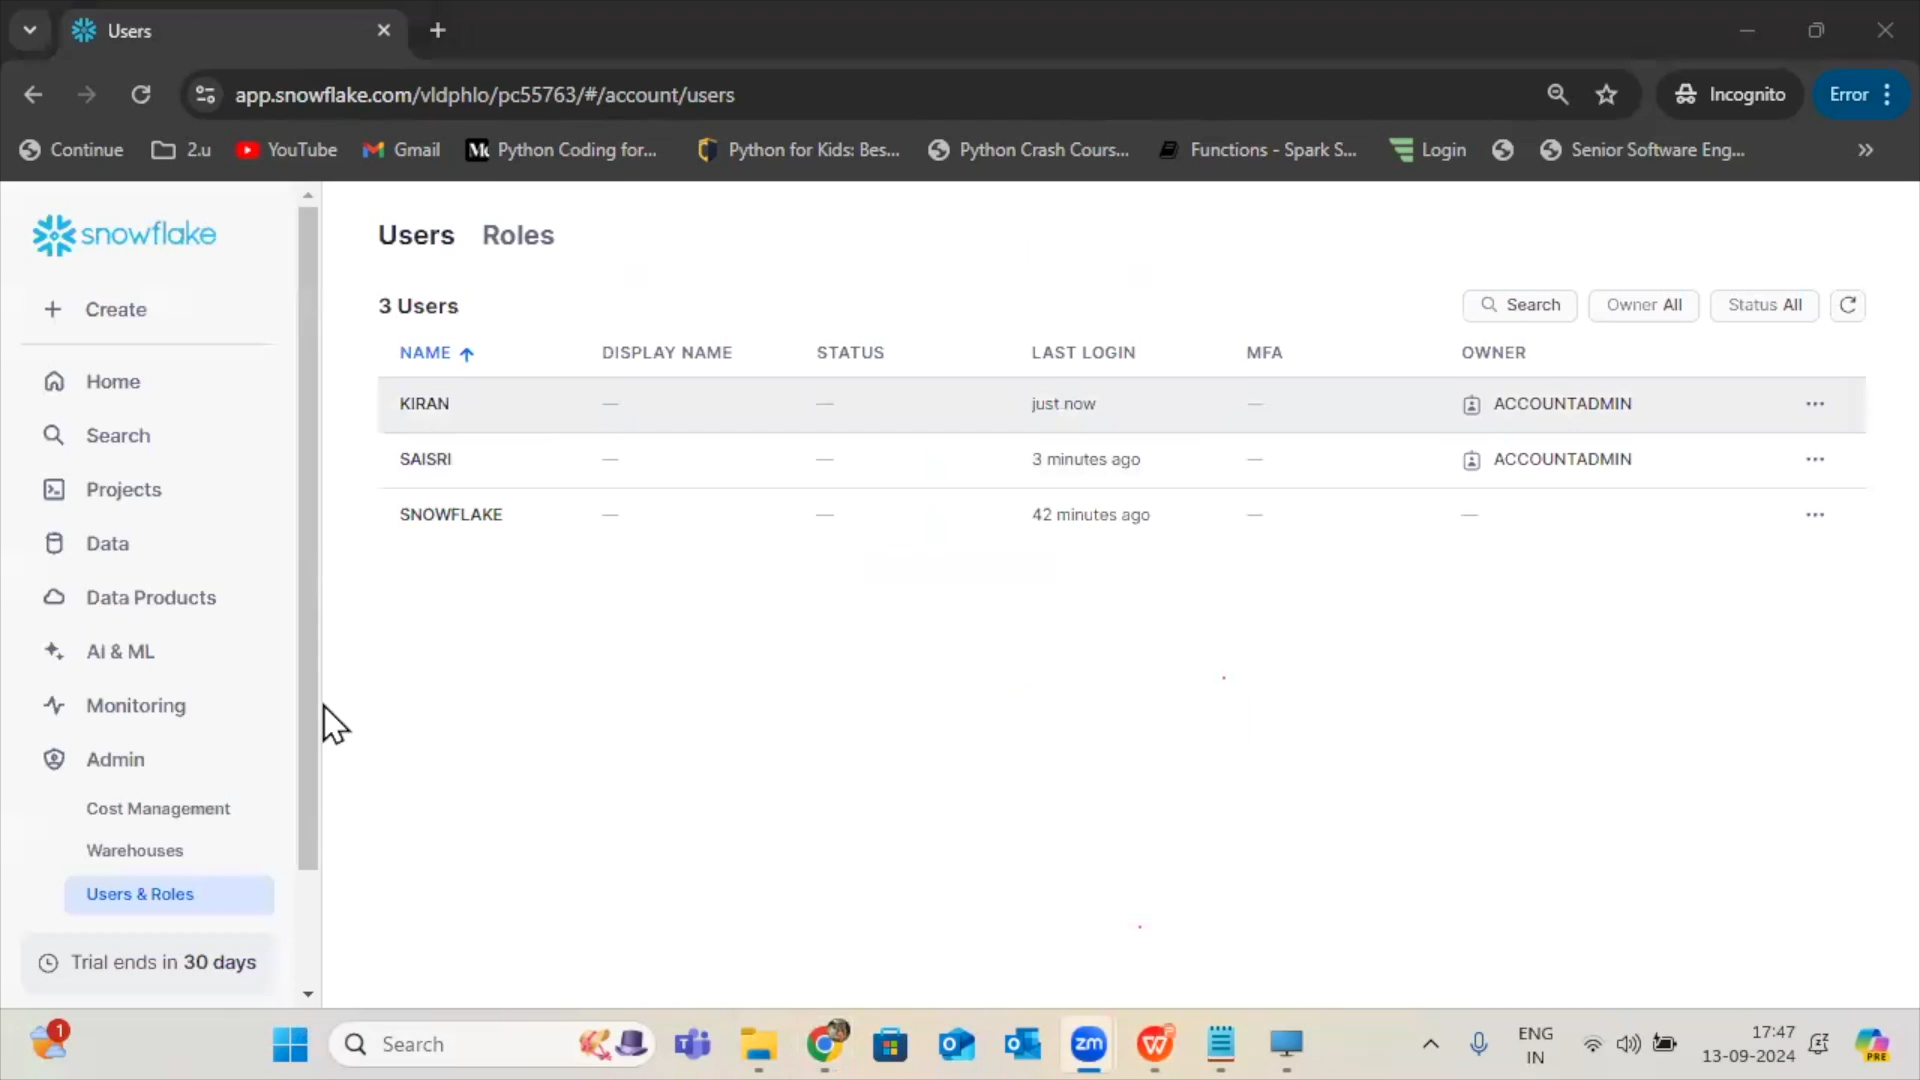 Users
app.snowflake.com/vldphlo/pc55763/#/account/users
Incognito
Error
Continue
2.u
YouTube
Gmail
Python Coding for...
Python for Kids: Bes...
Python Crash Cours...
Functions - Spark S...
Login
Senior Software Eng...
snowflake
Create
Home
Search
Projects
Data
Data Products
AI & ML
Monitoring
Admin
Cost Management
Warehouses
Users & Roles
Trial ends in 30 days
Users Roles
3 Users
Search
Owner All
Status All
NAME DISPLAY NAME STATUS LAST LOGIN MFA OWNER
KIRAN — — just now — ACCOUNTADMIN
SAISRI — — 3 minutes ago — ACCOUNTADMIN
SNOWFLAKE — — 42 minutes ago — —
1
Search
zm
ENG
IN
17:47
13-09-2024
PRE